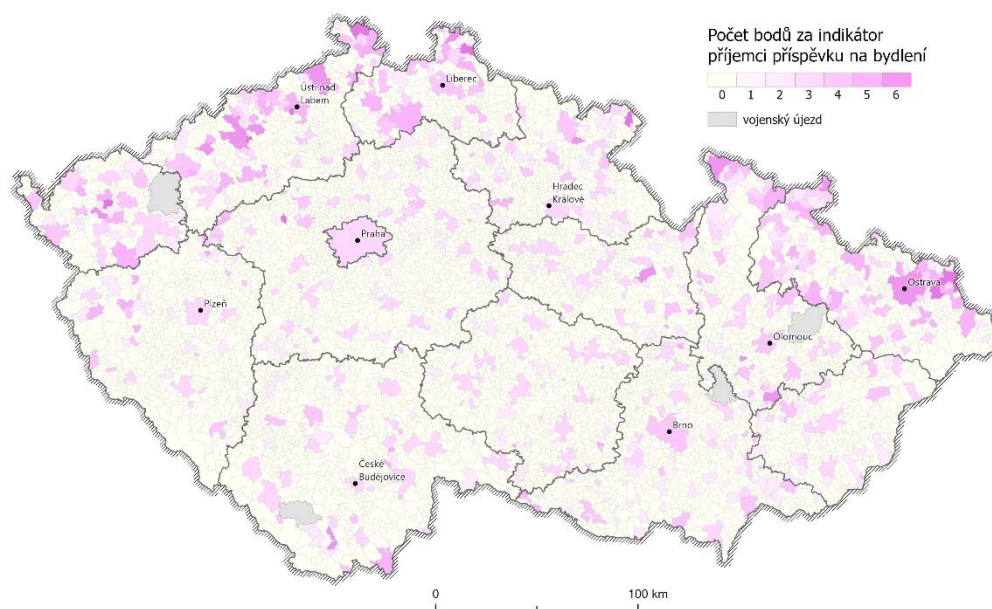 Počet bodů za indikátor
příjemci příspěvku na bydlení
0 1 2 3 4 5 6
vojenský újezd
Liberec
Ústí nad
Labem
Hradec
Králové
Praha
Ostrava
Plzeň
Olomouc
Brno
České
Budějovice
0 100 km